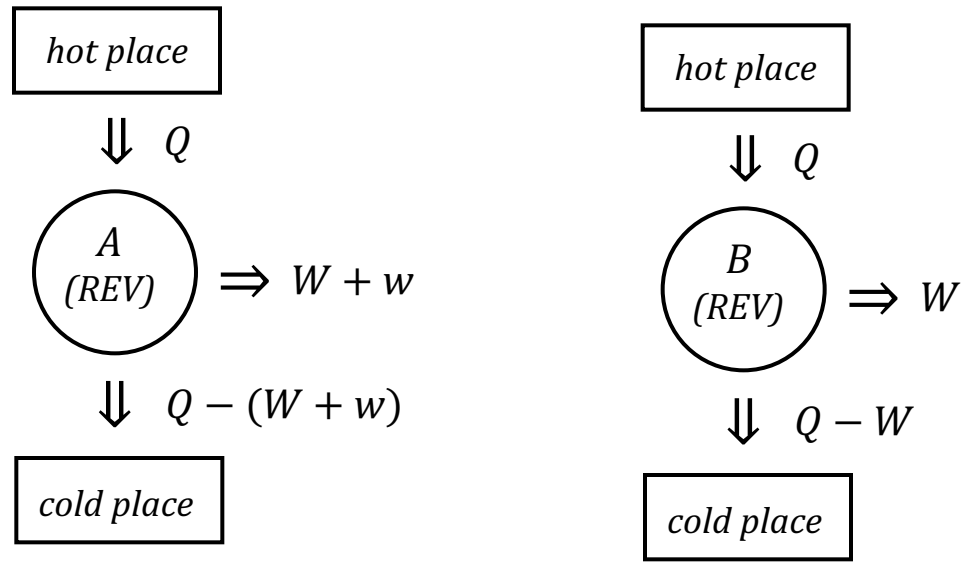 hot place
⇓ Q
A
(REV)
⇒ W + w
⇓ Q − (W + w)
cold place
hot place
⇓ Q
B
(REV)
⇒ W
⇓ Q − W
cold place